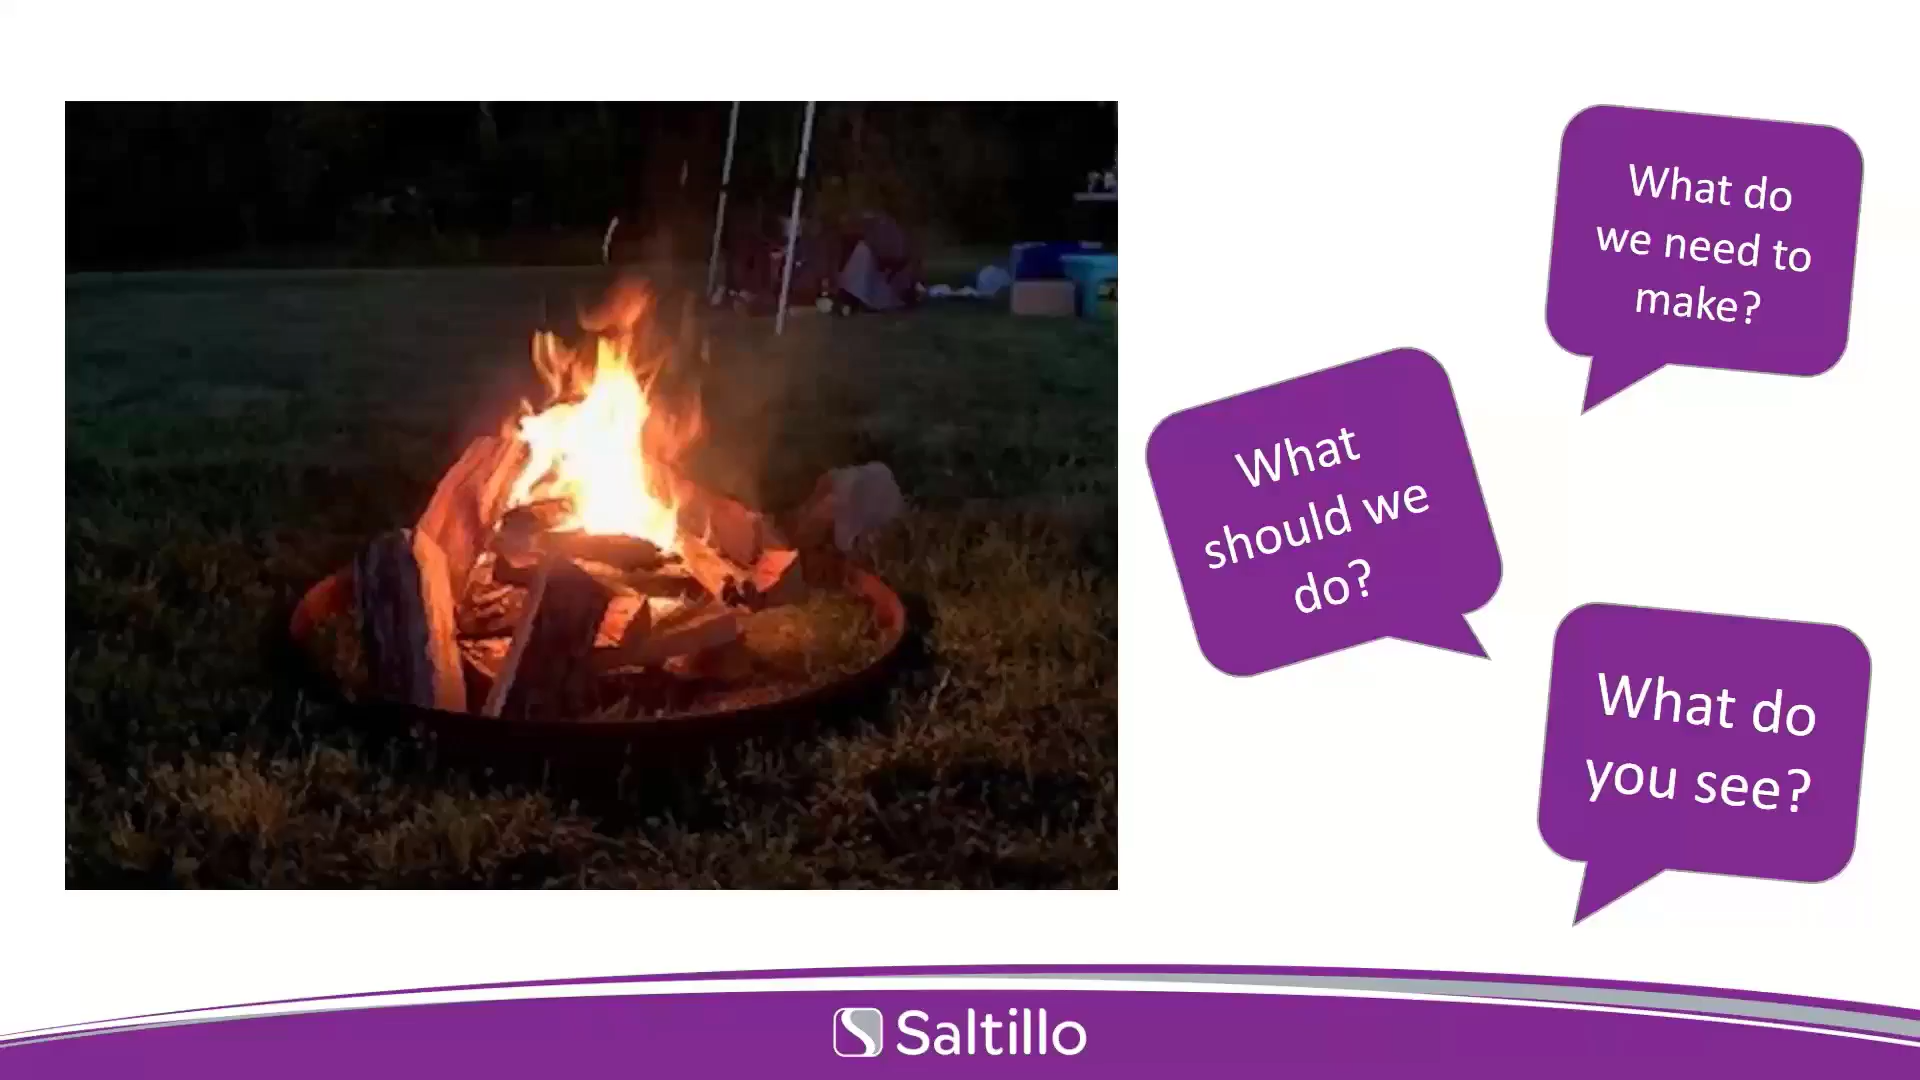 What do
we need to
make?
What
should we
do?
What do
you see?
Saltillo